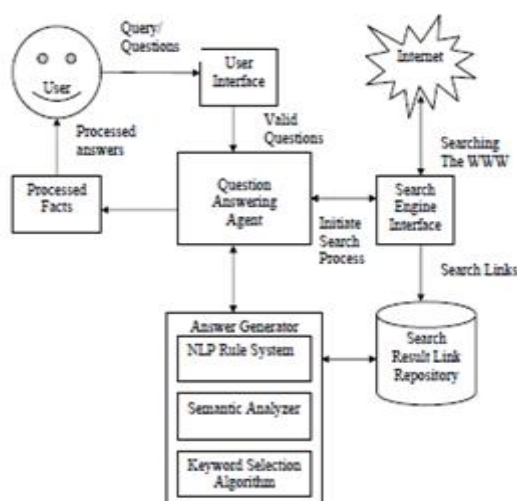 Query/
Questions
User
User
Interface
Internet
Valid
Questions
Processed
answers
Searching
The WWW
Processed
Facts
Question
Answering
Agent
Search
Engine
Interface
Initiate
Search
Process
Search Links
Answer Generator
NLP Rule System
Search
Result Link
Repository
Semantic Analyzer
Keyword Selection
Algorithm